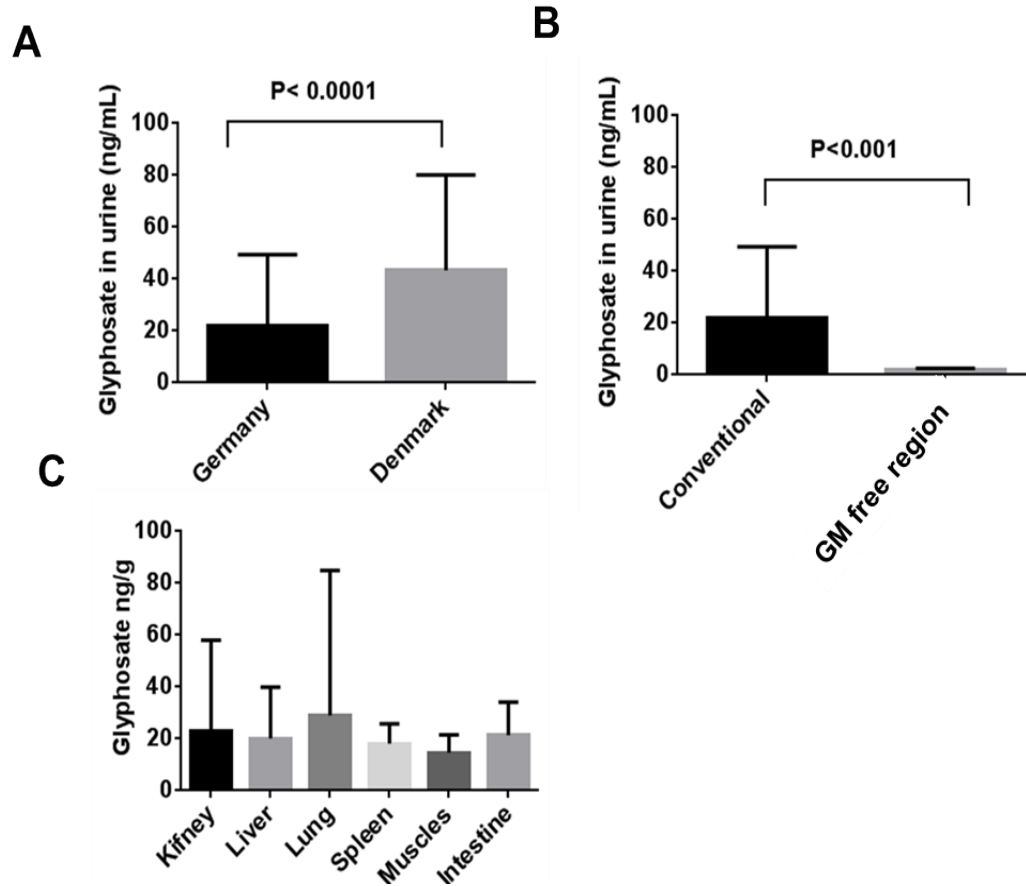 A
P< 0.0001
Glyphosate in urine (ng/mL)
100
80
60
40
20
0
Germany
Denmark
B
P<0.001
Glyphosate in urine (ng/mL)
100
80
60
40
20
0
Conventional
GM free region
C
Glyphosate ng/g
100
80
60
40
20
0
Kifney
Liver
Lung
Spleen
Muscles
Intestine